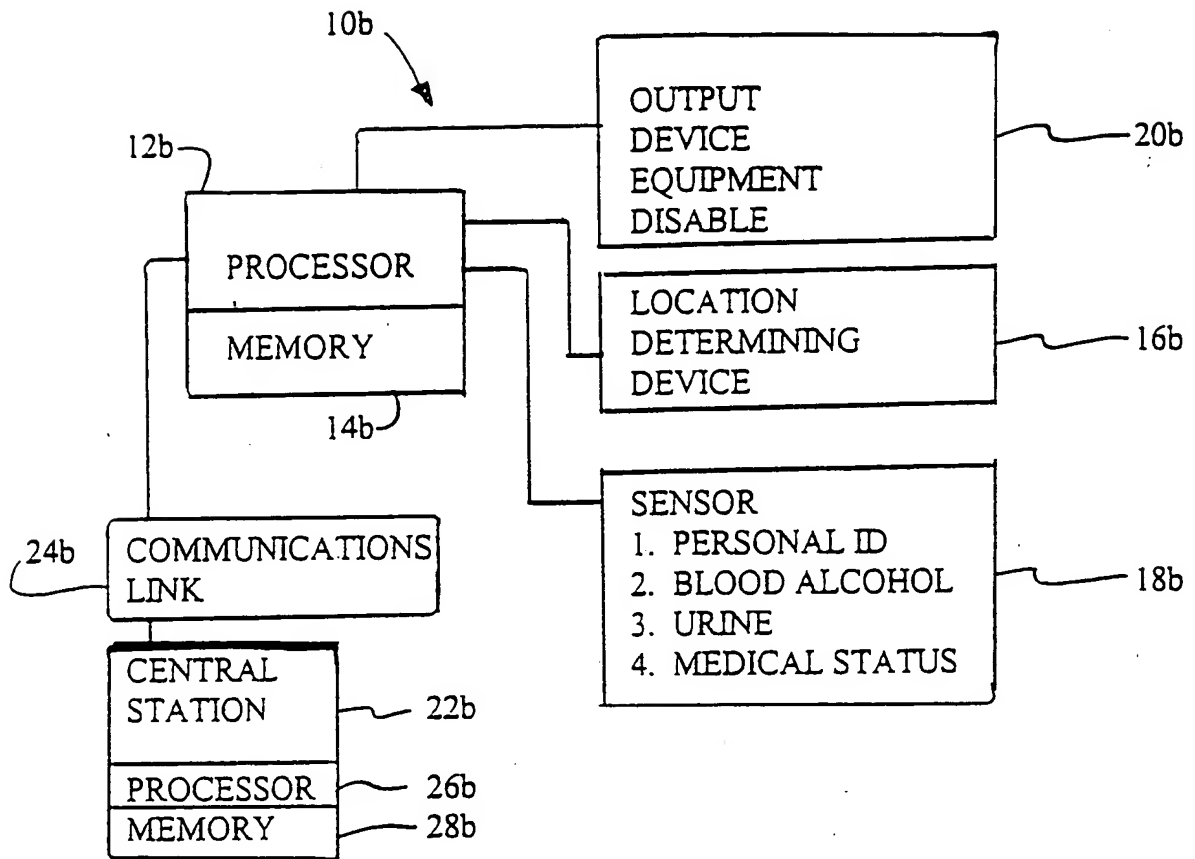 10b
OUTPUT
DEVICE
EQUIPMENT
DISABLE
20b
12b
PROCESSOR
MEMORY
14b
LOCATION
DETERMINING
DEVICE
16b
SENSOR
1. PERSONAL ID
2. BLOOD ALCOHOL
3. URINE
4. MEDICAL STATUS
18b
24b
COMMUNICATIONS
LINK
CENTRAL
STATION
22b
PROCESSOR
26b
MEMORY
28b